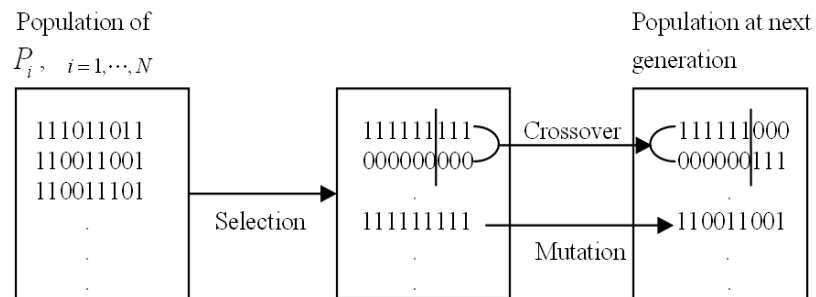 Population of
P_i, i=1,⋯,N
Population at next
generation
111011011
110011001
110011101
.
.
.
Selection
111111111
000000000
.
111111111
.
.
Crossover
Mutation
111111000
000000111
.
110011001
.
.